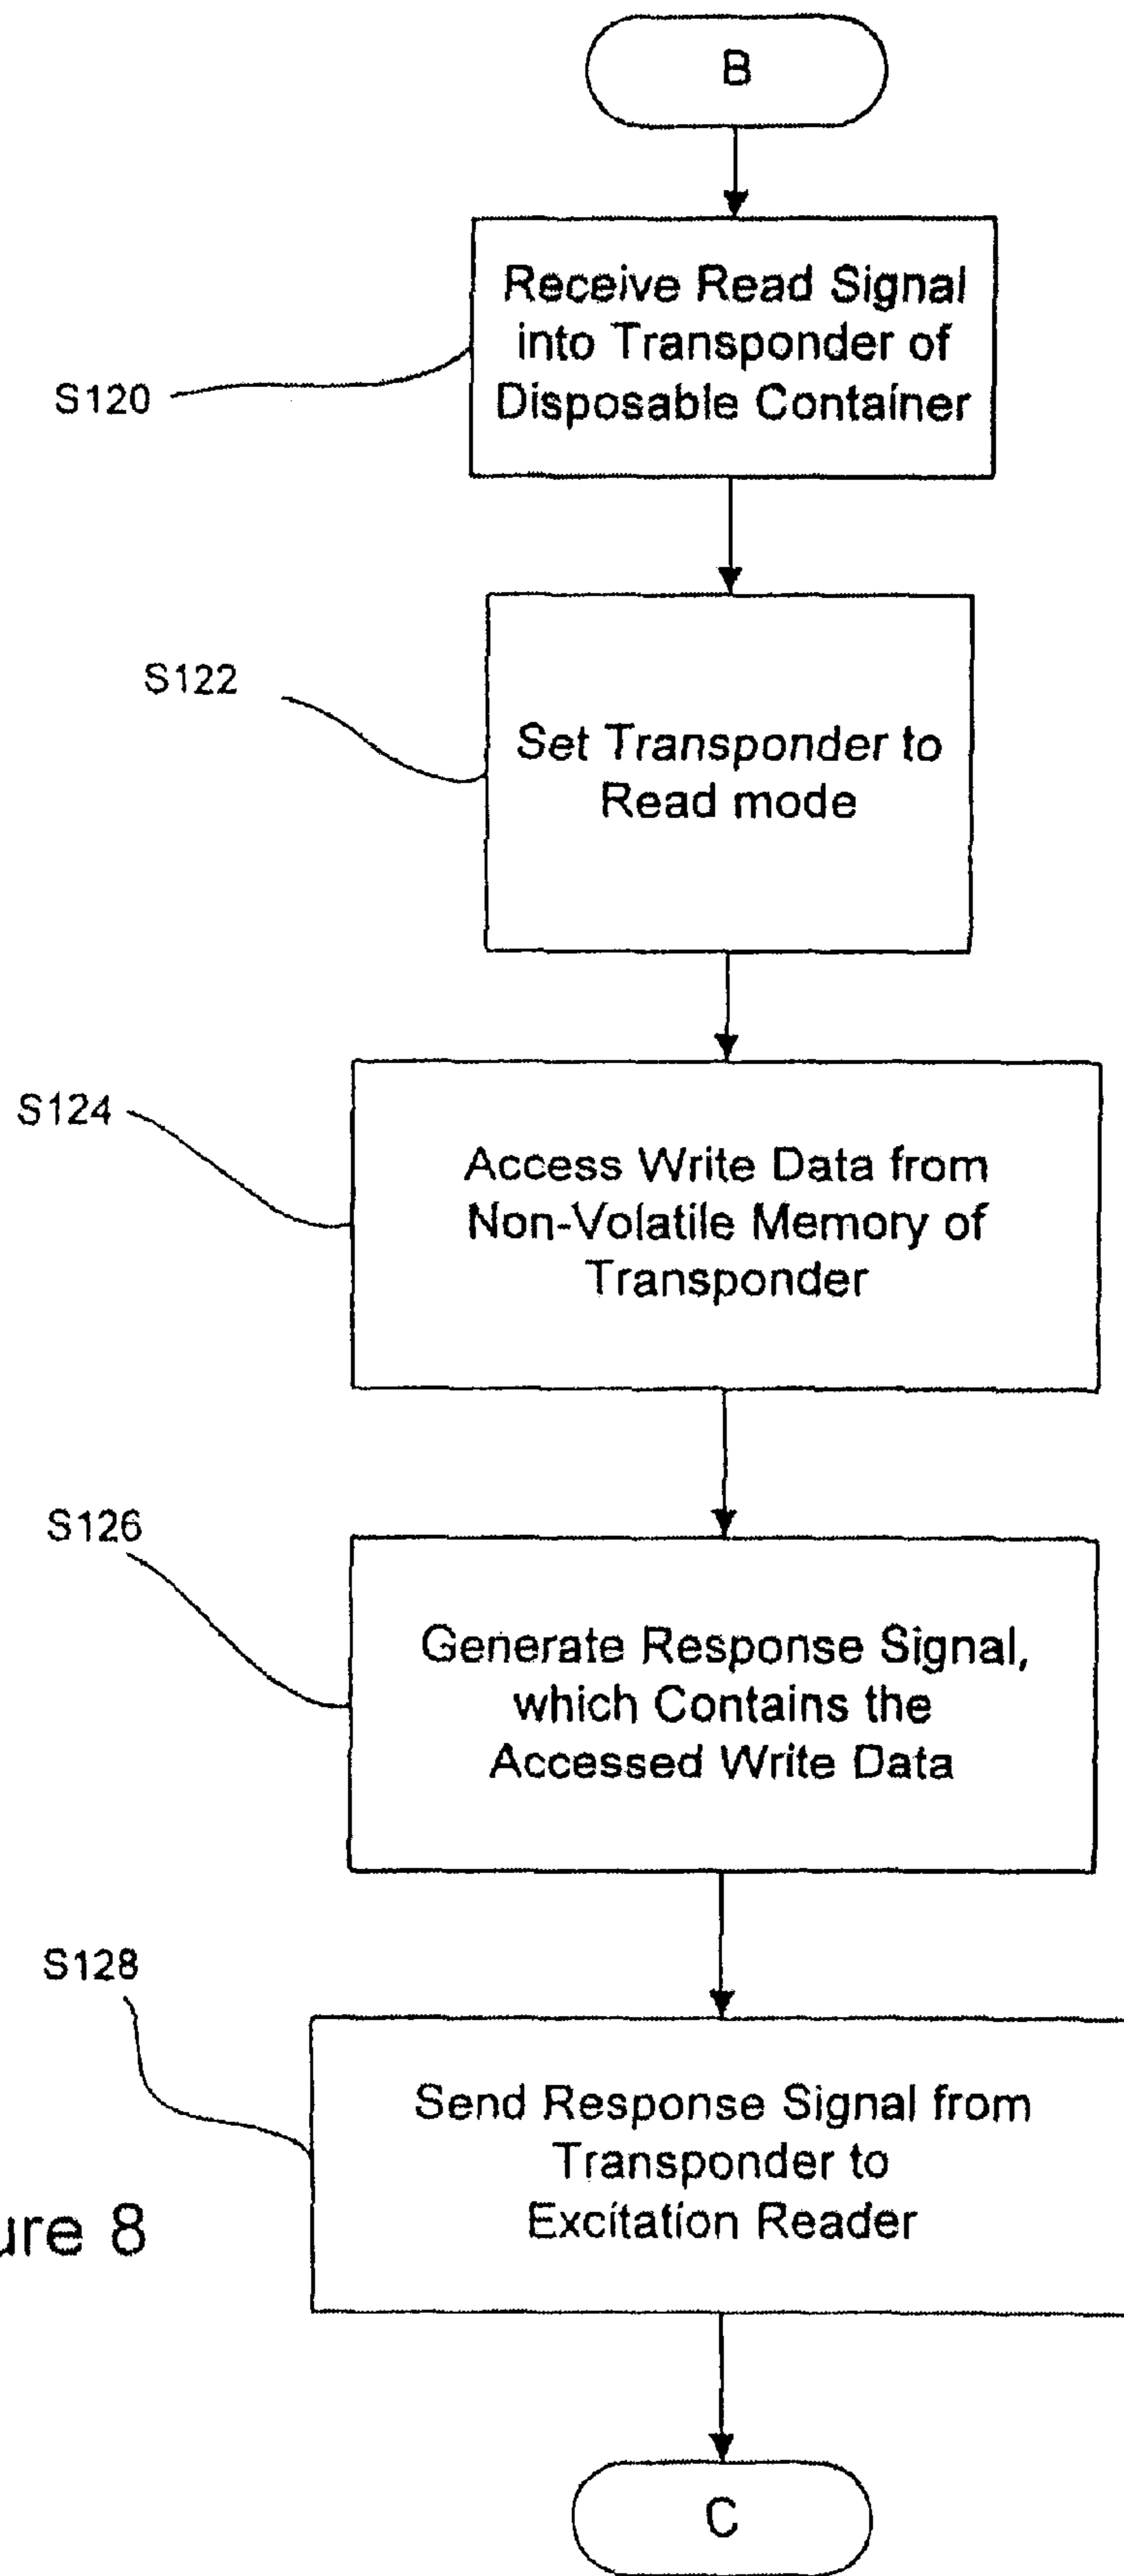 B
Receive Read Signal
into Transponder of
Disposable Container
S120
S122
Set Transponder to
Read mode
S124
Access Write Data from
Non-Volatile Memory of
Transponder
S126
Generate Response Signal,
which Contains the
Accessed Write Data
S128
Send Response Signal from
Transponder to
Excitation Reader
ure 8
C